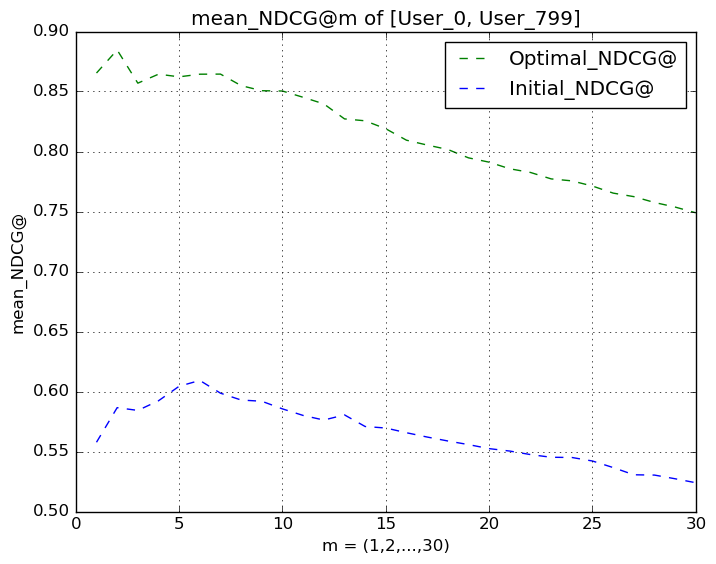 mean_NDCG@m of [User_0, User_799]
Optimal_NDCG@
Initial_NDCG@
0.90
0.85
0.80
0.75
0.70
0.65
0.60
0.55
0.50
mean_NDCG@
0 5 10 15 20 25 30
m = (1,2,...,30)